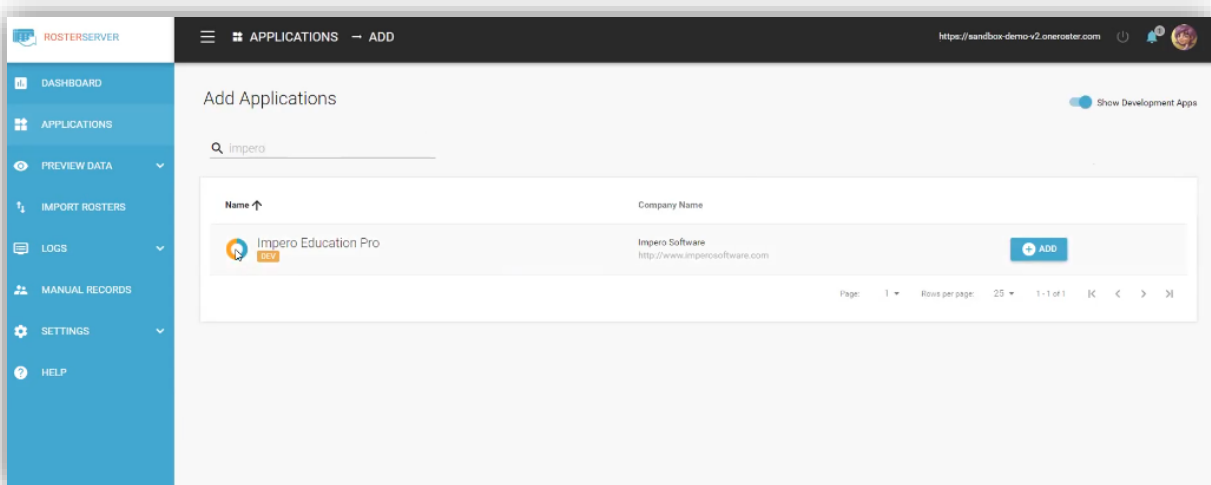 ROSTERSERVER
APPLICATIONS → ADD
https://sandbox-demo-v2.oneroster.com
DASHBOARD
APPLICATIONS
PREVIEW DATA
IMPORT ROSTERS
LOGS
MANUAL RECORDS
SETTINGS
HELP
Add Applications
Show Development Apps
impero
Name ↑ Company Name
Impero Education Pro
DEV
Impero Software
http://www.imperosoftware.com
ADD
Page: 1 Rows per page: 25 1-1 of 1